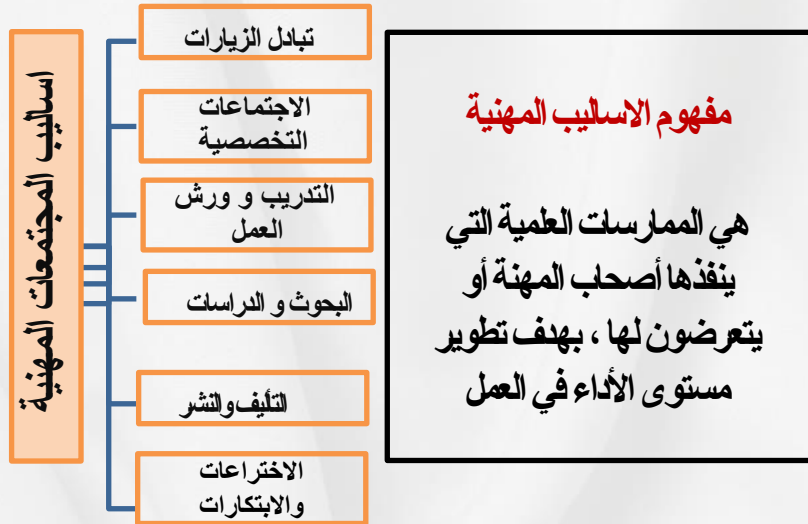 مفهوم الاساليب المهنية
هي الممارسات العلمية التي
ينفذها أصحاب المهنة أو
يتعرضون لها ، بهدف تطوير
مستوى الأداء في العمل
اساليب المجتمعات المهنية
تبادل الزيارات
الاجتماعات
التخصصية
التدريب و ورش
العمل
البحوث و الدراسات
التأليف والنشر
الاختراعات
والابتكارات